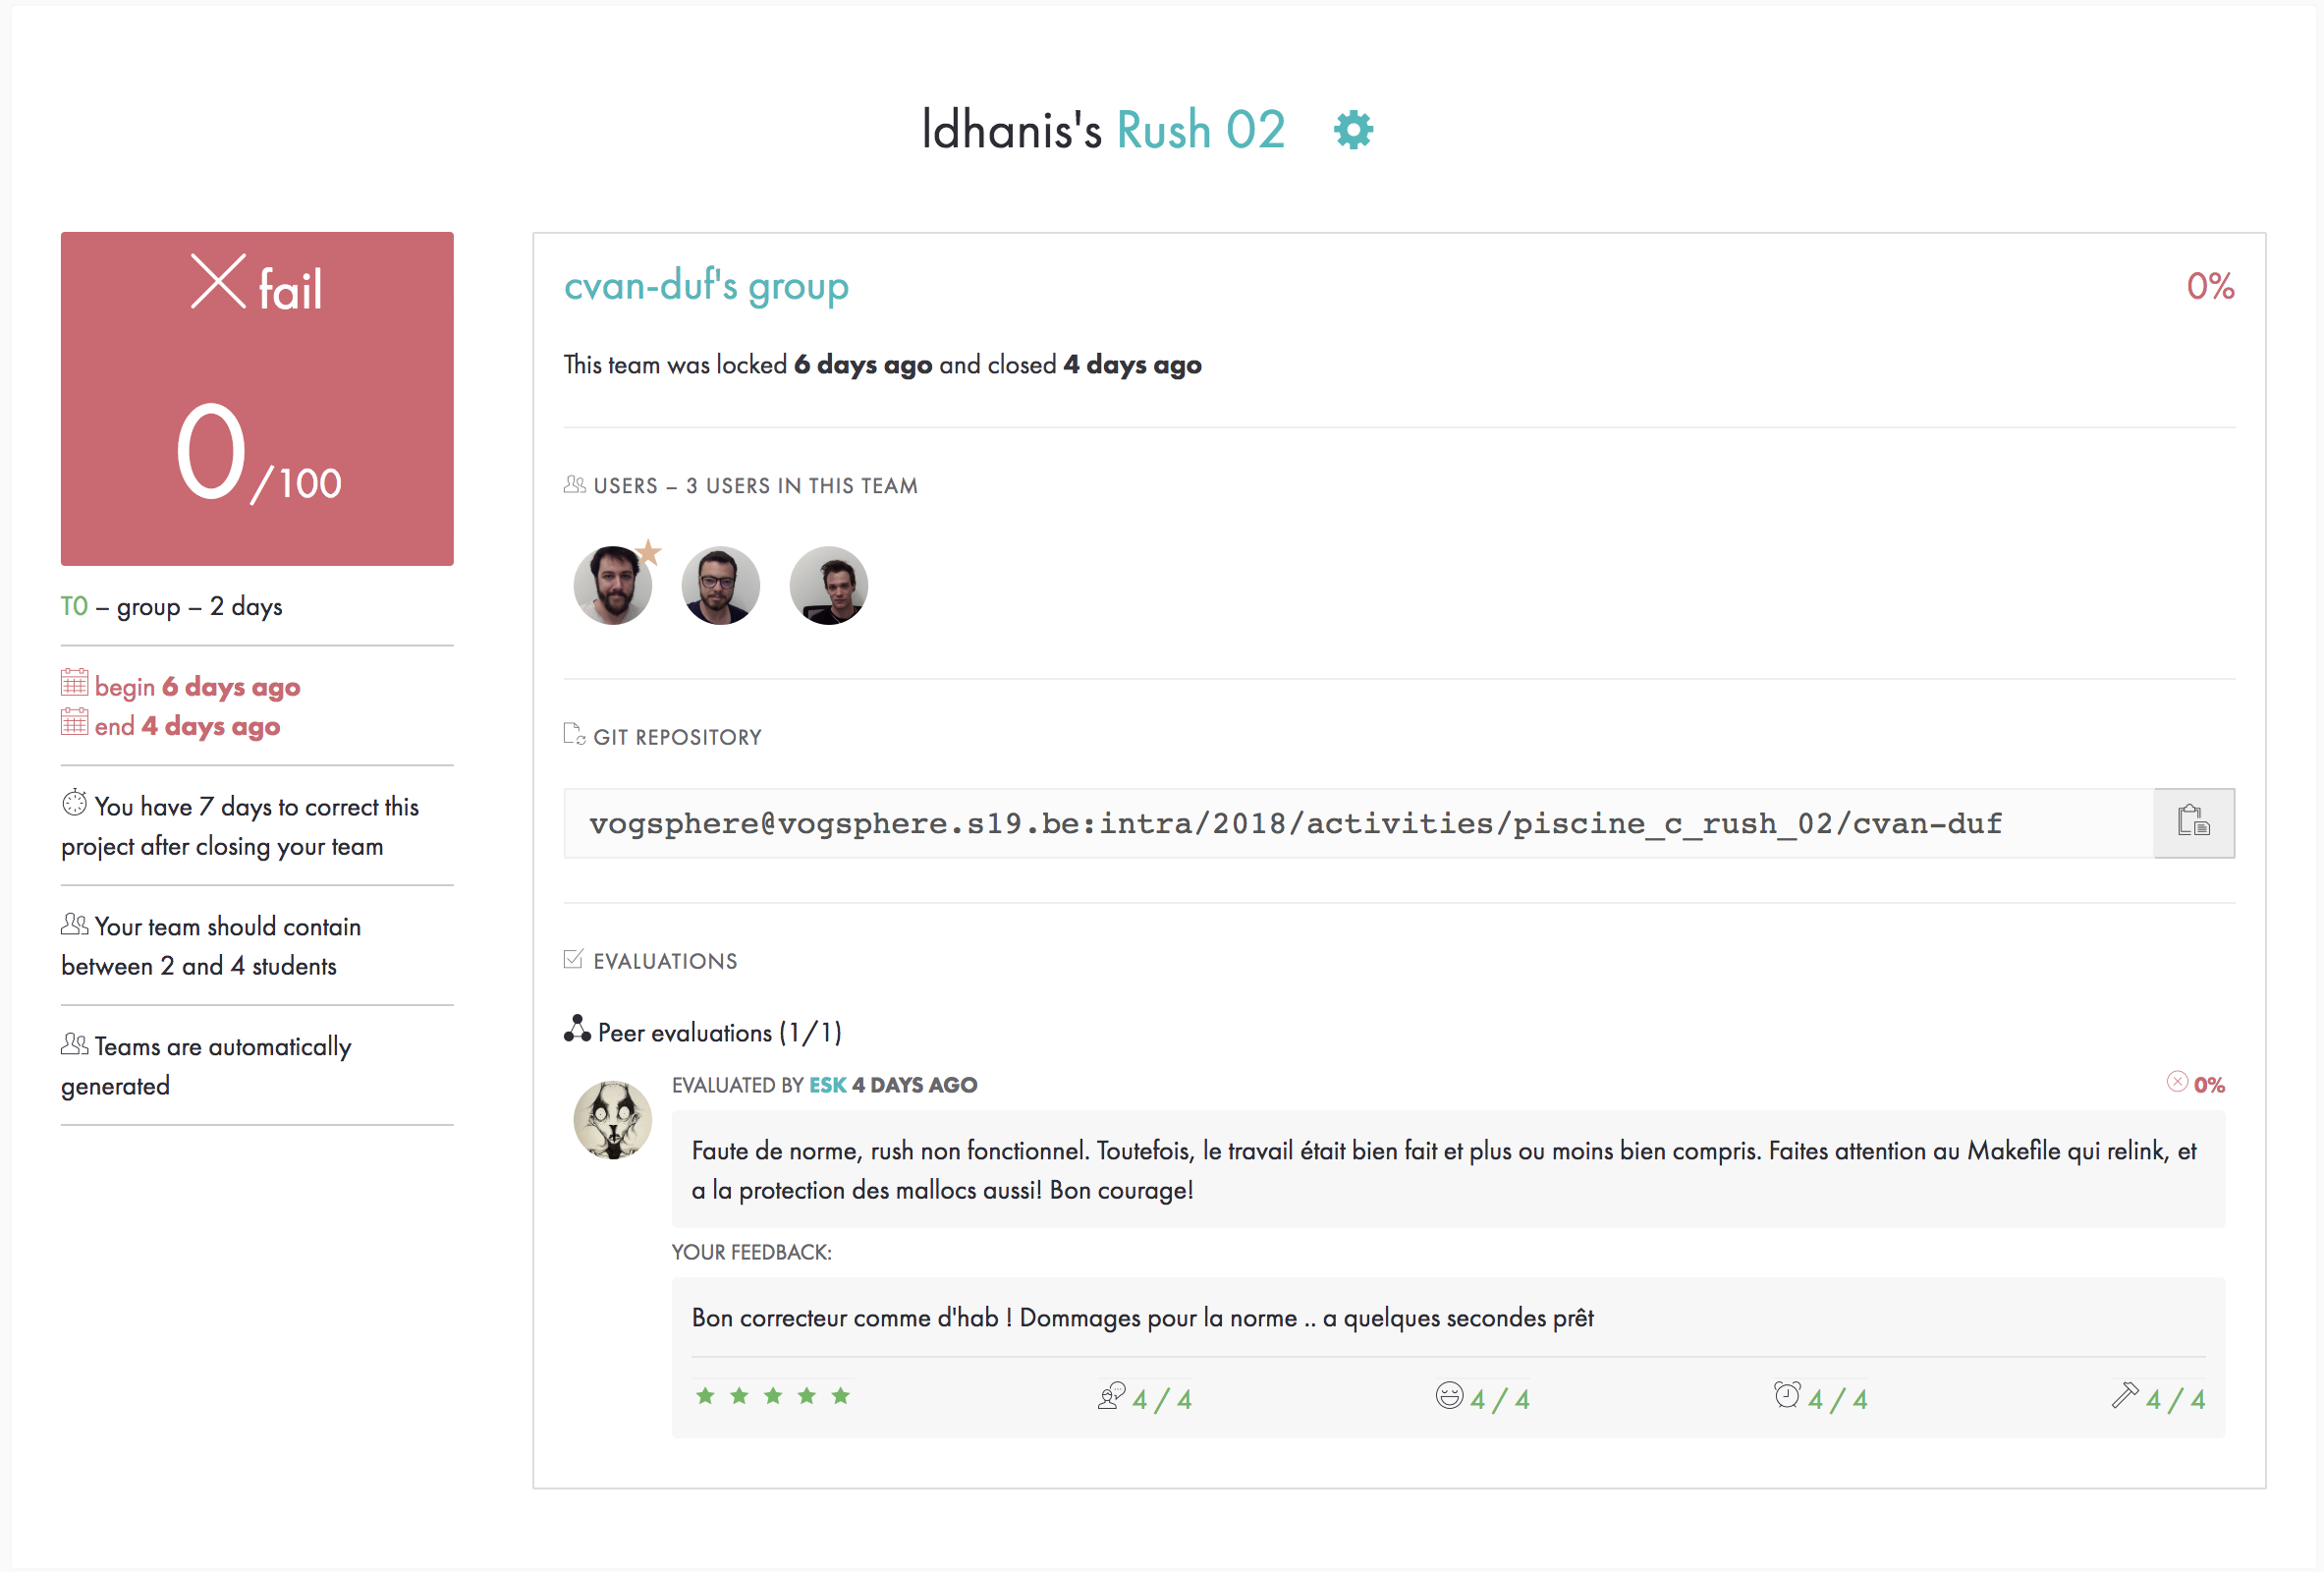 ldhanis's Rush 02
fail
0/100
T0 – group – 2 days
begin 6 days ago
end 4 days ago
You have 7 days to correct this
project after closing your team
Your team should contain
between 2 and 4 students
Teams are automatically
generated
cvan-duf's group
0%
This team was locked 6 days ago and closed 4 days ago
USERS – 3 USERS IN THIS TEAM
GIT REPOSITORY
vogsphere@vogsphere.s19.be:intra/2018/activities/piscine_c_rush_02/cvan-duf
EVALUATIONS
Peer evaluations (1/1)
EVALUATED BY ESK 4 DAYS AGO
0%
Faute de norme, rush non fonctionnel. Toutefois, le travail était bien fait et plus ou moins bien compris. Faites attention au Makefile qui relink, et
a la protection des mallocs aussi! Bon courage!
YOUR FEEDBACK:
Bon correcteur comme d'hab ! Dommages pour la norme .. a quelques secondes prêt
4 / 4
4 / 4
4 / 4
4 / 4